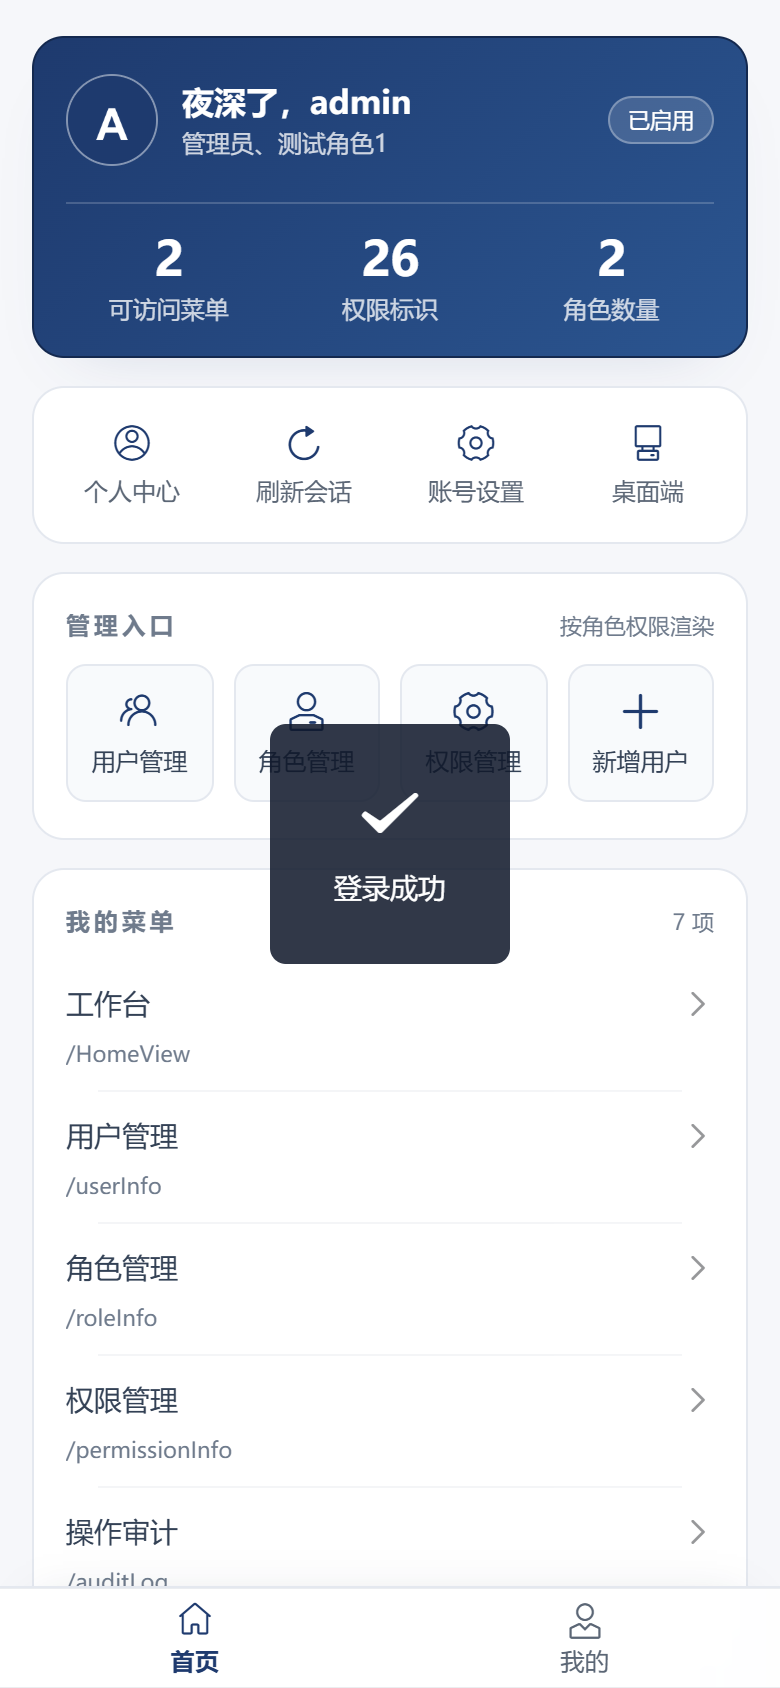 A
夜深了，admin
管理员、测试角色1
已启用
2
可访问菜单
26
权限标识
2
角色数量
个人中心
刷新会话
账号设置
桌面端
管理入口
按角色权限渲染
用户管理
角色管理
权限管理
新增用户
登录成功
我的菜单
7 项
工作台
/HomeView
用户管理
/userInfo
角色管理
/roleInfo
权限管理
/permissionInfo
操作审计
/auditLog
首页
我的